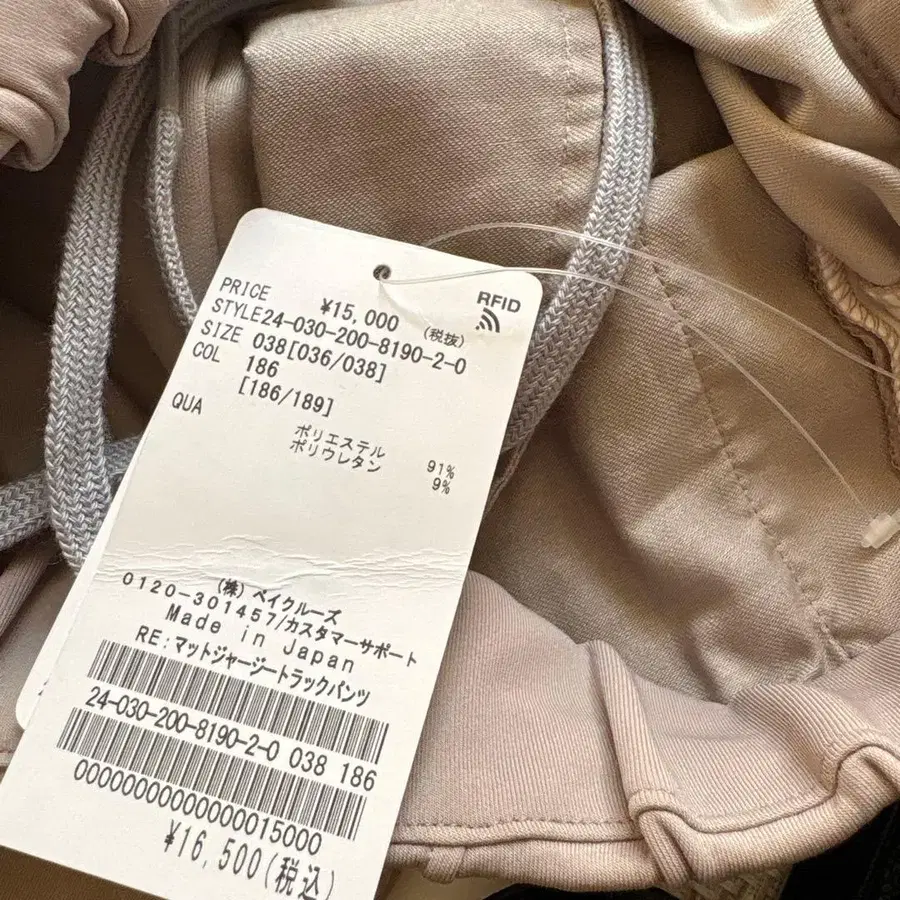 RFID
PRICE ¥15,000 (税抜)
STYLE 24-030-200-8190-2-0
SIZE 038[036/038]
COL 186
[186/189]
QUA
ポリエステル 91%
ポリウレタン 9%
(株)ベイクルーズ
0120-301457/カスタマーサポート
Made in Japan
RE:マットジャージートラックパンツ
24-030-200-8190-2-0 038 186
0000000000000015000
¥16,500(税込)